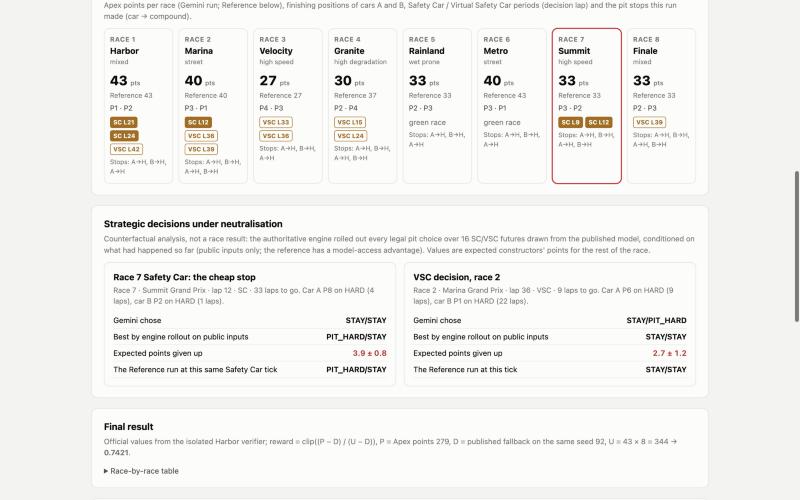 Apex points per race (Gemini run; Reference below), finishing positions of cars A and B, Safety Car / Virtual Safety Car periods (decision lap) and the pit stops this run
made (car → compound).
RACE 1
Harbor
mixed
43 pts
Reference 43
P1 · P2
SC L21
SC L24
VSC L42
Stops: A→H, B→H,
A→H
RACE 2
Marina
street
40 pts
Reference 40
P3 · P1
SC L12
VSC L36
VSC L39
Stops: A→H, B→H,
A→H
RACE 3
Velocity
high speed
27 pts
Reference 27
P4 · P3
VSC L33
VSC L36
Stops: A→H, B→H,
A→H
RACE 4
Granite
high degradation
30 pts
Reference 37
P2 · P4
VSC L15
VSC L24
Stops: A→H, B→H,
A→H
RACE 5
Rainland
wet prone
33 pts
Reference 33
P2 · P3
green race
Stops: A→H, B→H,
A→H
RACE 6
Metro
street
40 pts
Reference 40
P3 · P1
green race
Stops: A→H, B→H,
A→H
RACE 7
Summit
high speed
33 pts
Reference 33
P3 · P2
SC L9 SC L12
Stops: A→H, B→H,
A→H
RACE 8
Finale
mixed
33 pts
Reference 33
P2 · P3
VSC L39
Stops: A→H, B→H,
A→H
Strategic decisions under neutralisation
Counterfactual analysis, not a race result: the authoritative engine rolled out every legal pit choice over 16 SC/VSC futures drawn from the published model, conditioned on
what had happened so far (public inputs only; the reference has a model-access advantage). Values are expected constructors' points for the rest of the race.
Race 7 Safety Car: the cheap stop
Race 7 · Summit Grand Prix · lap 12 · SC · 33 laps to go. Car A P8 on HARD (4
laps), car B P2 on HARD (1 laps).
Gemini chose STAY/STAY
Best by engine rollout on public inputs PIT_HARD/STAY
Expected points given up 3.9 ± 0.8
The Reference run at this same Safety Car tick PIT_HARD/STAY
VSC decision, race 2
Race 2 · Marina Grand Prix · lap 36 · VSC · 9 laps to go. Car A P6 on HARD (9
laps), car B P1 on HARD (22 laps).
Gemini chose STAY/PIT_HARD
Best by engine rollout on public inputs STAY/STAY
Expected points given up 2.7 ± 1.2
The Reference run at this same tick STAY/STAY
Final result
Official values from the isolated Harbor verifier; reward = clip((P − D) / (U − D)), P = Apex points 279, D = published fallback on the same seed 92, U = 43 × 8 = 344 →
0.7421.
▶ Race-by-race table